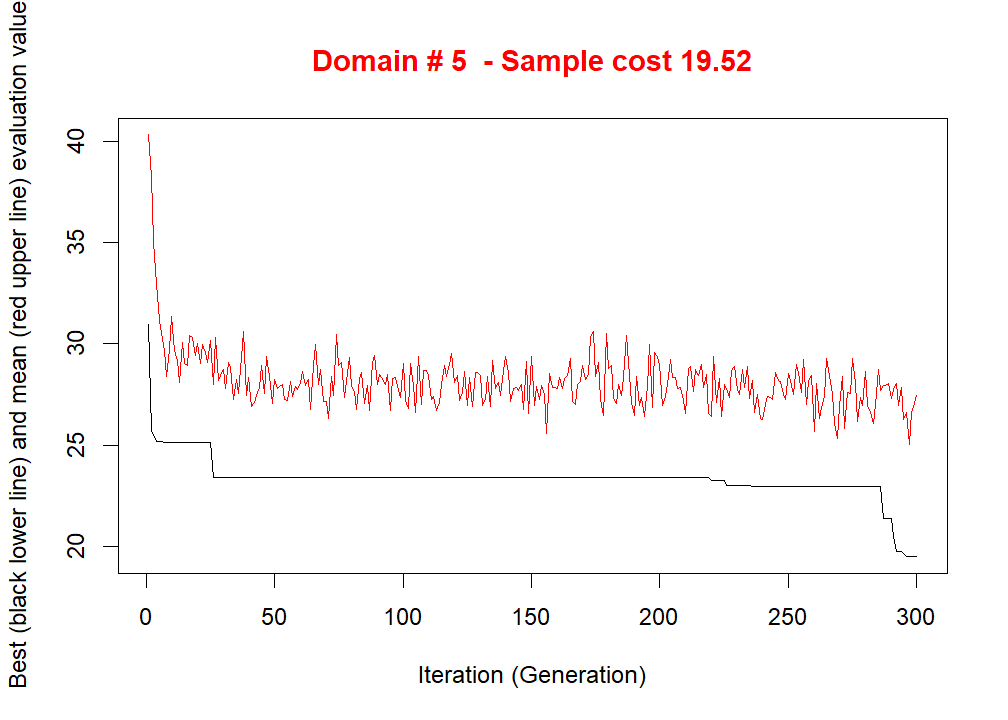 Domain # 5  - Sample cost 19.52
Best (black lower line) and mean (red upper line) evaluation value
40
35
30
25
20
0 50 100 150 200 250 300
Iteration (Generation)